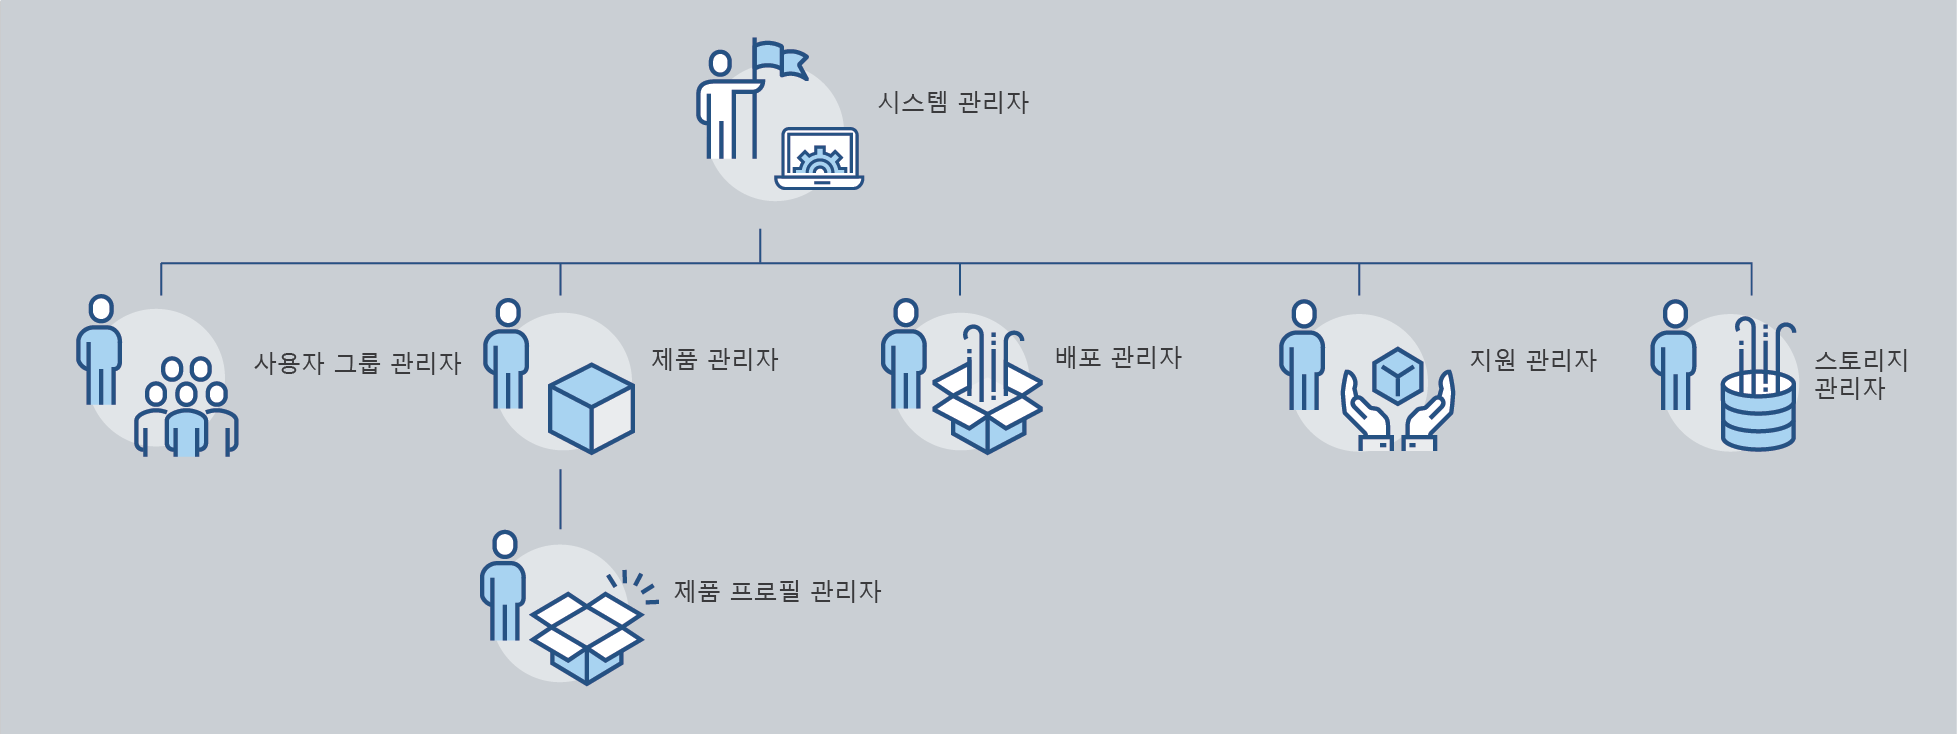 시스템 관리자
사용자 그룹 관리자
제품 관리자
배포 관리자
지원 관리자
스토리지
관리자
제품 프로필 관리자